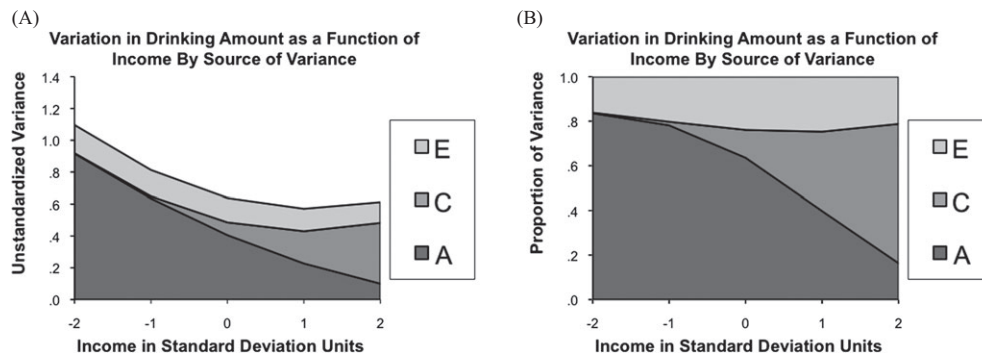 (A)
Variation in Drinking Amount as a Function of
Income By Source of Variance
Unstandardized Variance
1.4
1.2
1.0
.8
.6
.4
.2
.0
-2 -1 0 1 2
Income in Standard Deviation Units
E
C
A
(B)
Variation in Drinking Amount as a Function of
Income By Source of Variance
Proportion of Variance
1.0
.8
.6
.4
.2
.0
-2 -1 0 1 2
Income in Standard Deviation Units
E
C
A